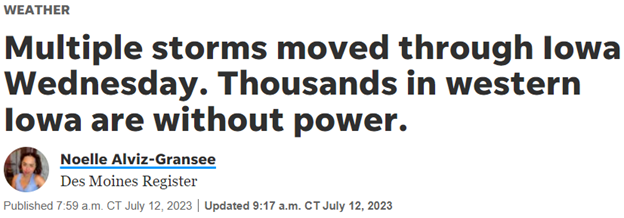 WEATHER
Multiple storms moved through Iowa
Wednesday. Thousands in western
Iowa are without power.
Noelle Alviz-Gransee
Des Moines Register
Published 7:59 a.m. CT July 12, 2023 | Updated 9:17 a.m. CT July 12, 2023